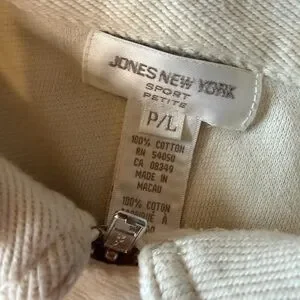 JONES NEW YORK
SPORT
PETITE
P/L
100% COTTON
RN 54050
CA 08349
MADE IN
MACAU
100% COTON